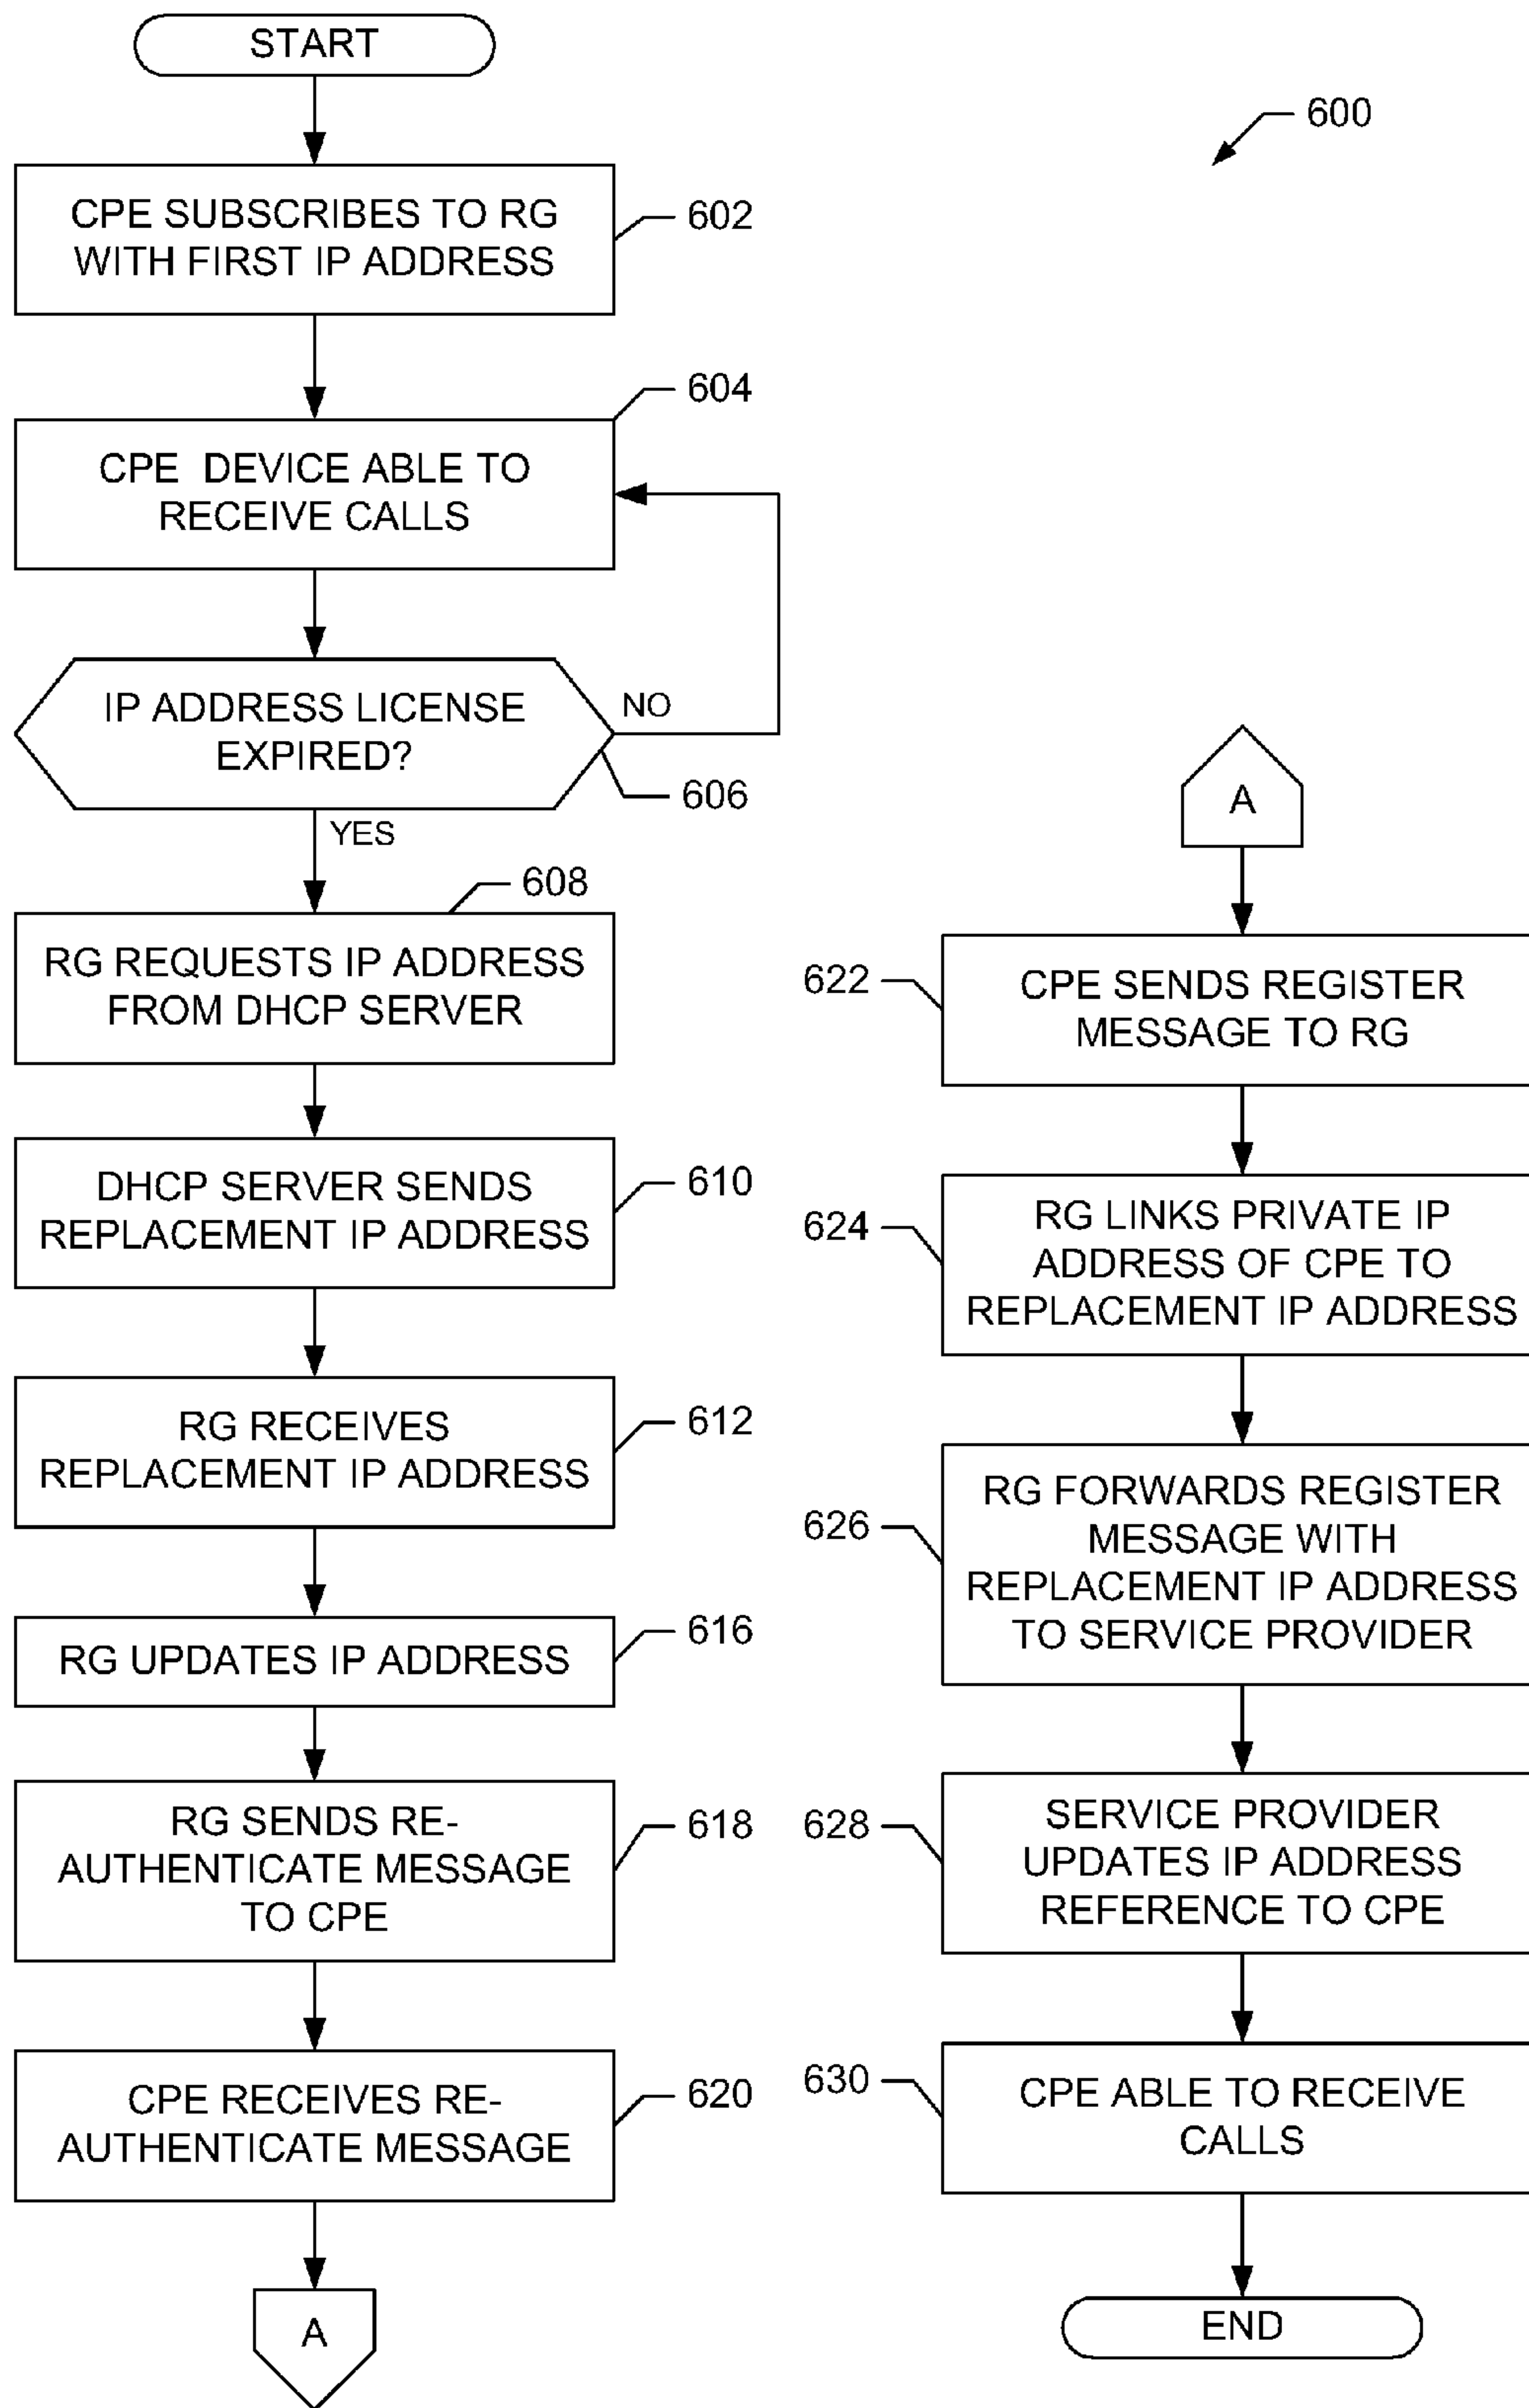 START
600
CPE SUBSCRIBES TO RG
WITH FIRST IP ADDRESS
602
604
CPE DEVICE ABLE TO
RECEIVE CALLS
IP ADDRESS LICENSE
EXPIRED?
NO
606
YES
608
RG REQUESTS IP ADDRESS
FROM DHCP SERVER
DHCP SERVER SENDS
REPLACEMENT IP ADDRESS
610
RG RECEIVES
REPLACEMENT IP ADDRESS
612
RG UPDATES IP ADDRESS
616
RG SENDS RE-
AUTHENTICATE MESSAGE
TO CPE
618
CPE RECEIVES RE-
AUTHENTICATE MESSAGE
620
A
A
622
CPE SENDS REGISTER
MESSAGE TO RG
624
RG LINKS PRIVATE IP
ADDRESS OF CPE TO
REPLACEMENT IP ADDRESS
626
RG FORWARDS REGISTER
MESSAGE WITH
REPLACEMENT IP ADDRESS
TO SERVICE PROVIDER
628
SERVICE PROVIDER
UPDATES IP ADDRESS
REFERENCE TO CPE
630
CPE ABLE TO RECEIVE
CALLS
END